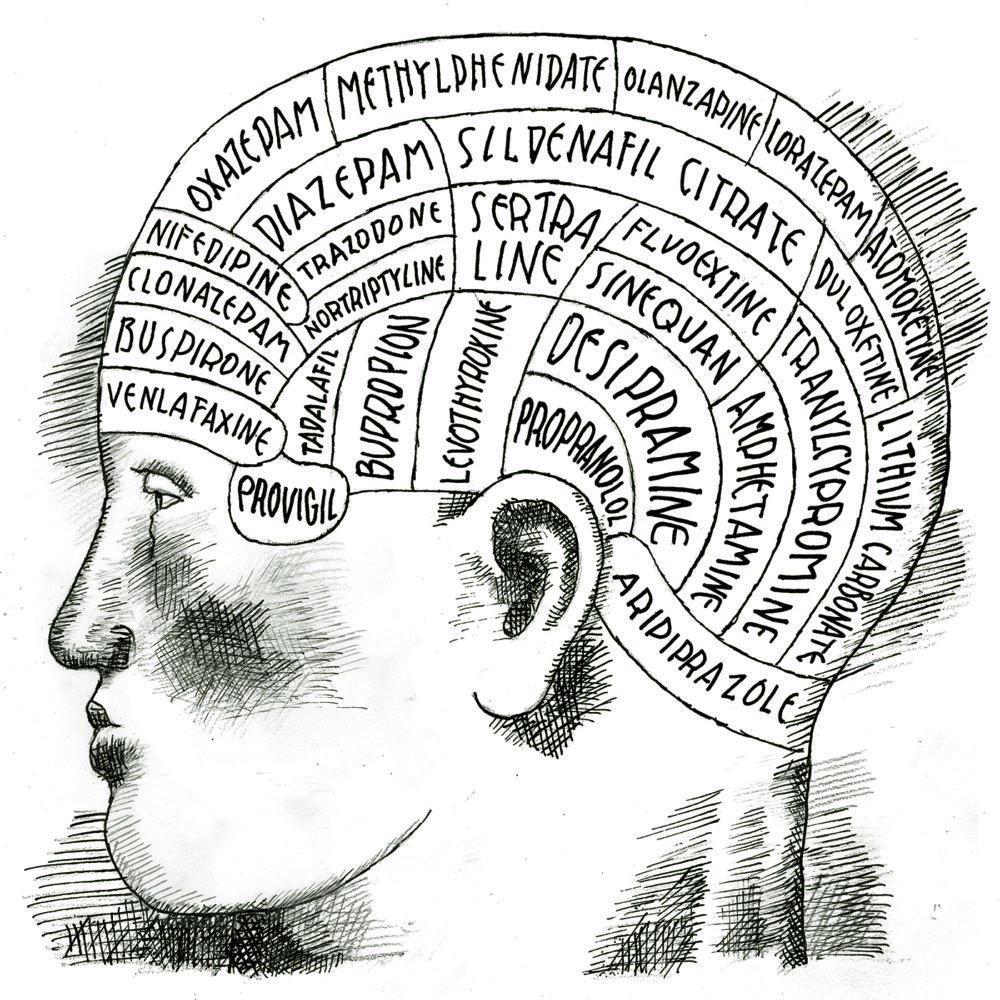 OXAZEPAM
METHYLPHENIDATE
OLANZAPINE
LORAZEPAM
ATOMOXETINE
DIAZEPAM
SILDENAFIL CITRATE
DULOXETINE
LITHIUM CARBONATE
NIFEDIPINE
TRAZODONE
SERTRA
LINE
FLUOEXTINE
TRANYLCYPROMINE
CLONAZEPAM
NORTRIPTYLINE
SINEQUAN
AMPHETAMINE
BUSPIRONE
TADALAFIL
BUPROPION
LEVOTHYROXINE
DESIPRAMINE
VENLAFAXINE
PROPRANOLOL
PROVIGIL
ARIPIPRAZOLE